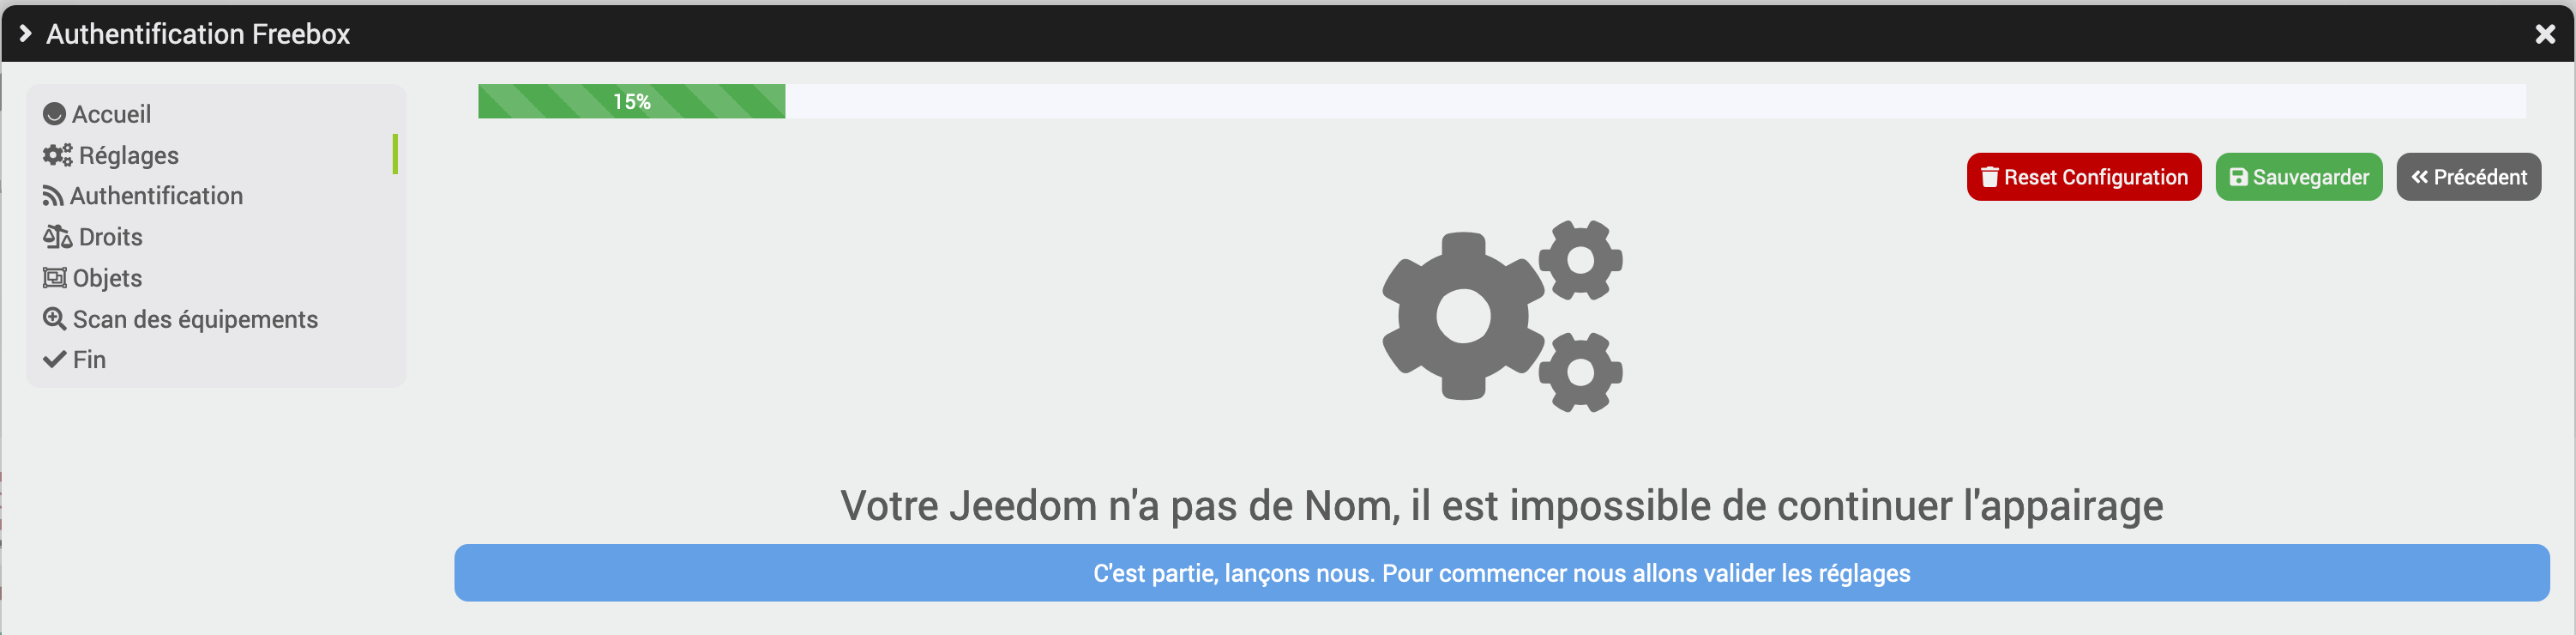 Authentification Freebox
Accueil
Réglages
Authentification
Droits
Objets
Scan des équipements
Fin
15%
Reset Configuration
Sauvegarder
Précédent
Votre Jeedom n'a pas de Nom, il est impossible de continuer l'appairage
C'est partie, lançons nous. Pour commencer nous allons valider les réglages